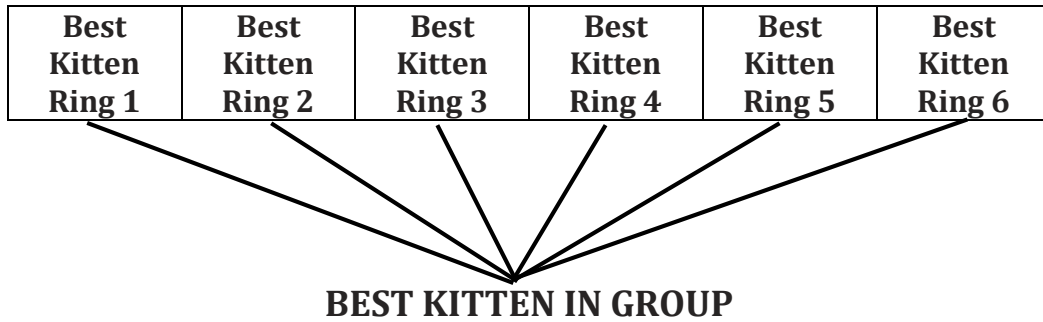 Best Kitten Ring 1
Best Kitten Ring 2
Best Kitten Ring 3
Best Kitten Ring 4
Best Kitten Ring 5
Best Kitten Ring 6
BEST KITTEN IN GROUP